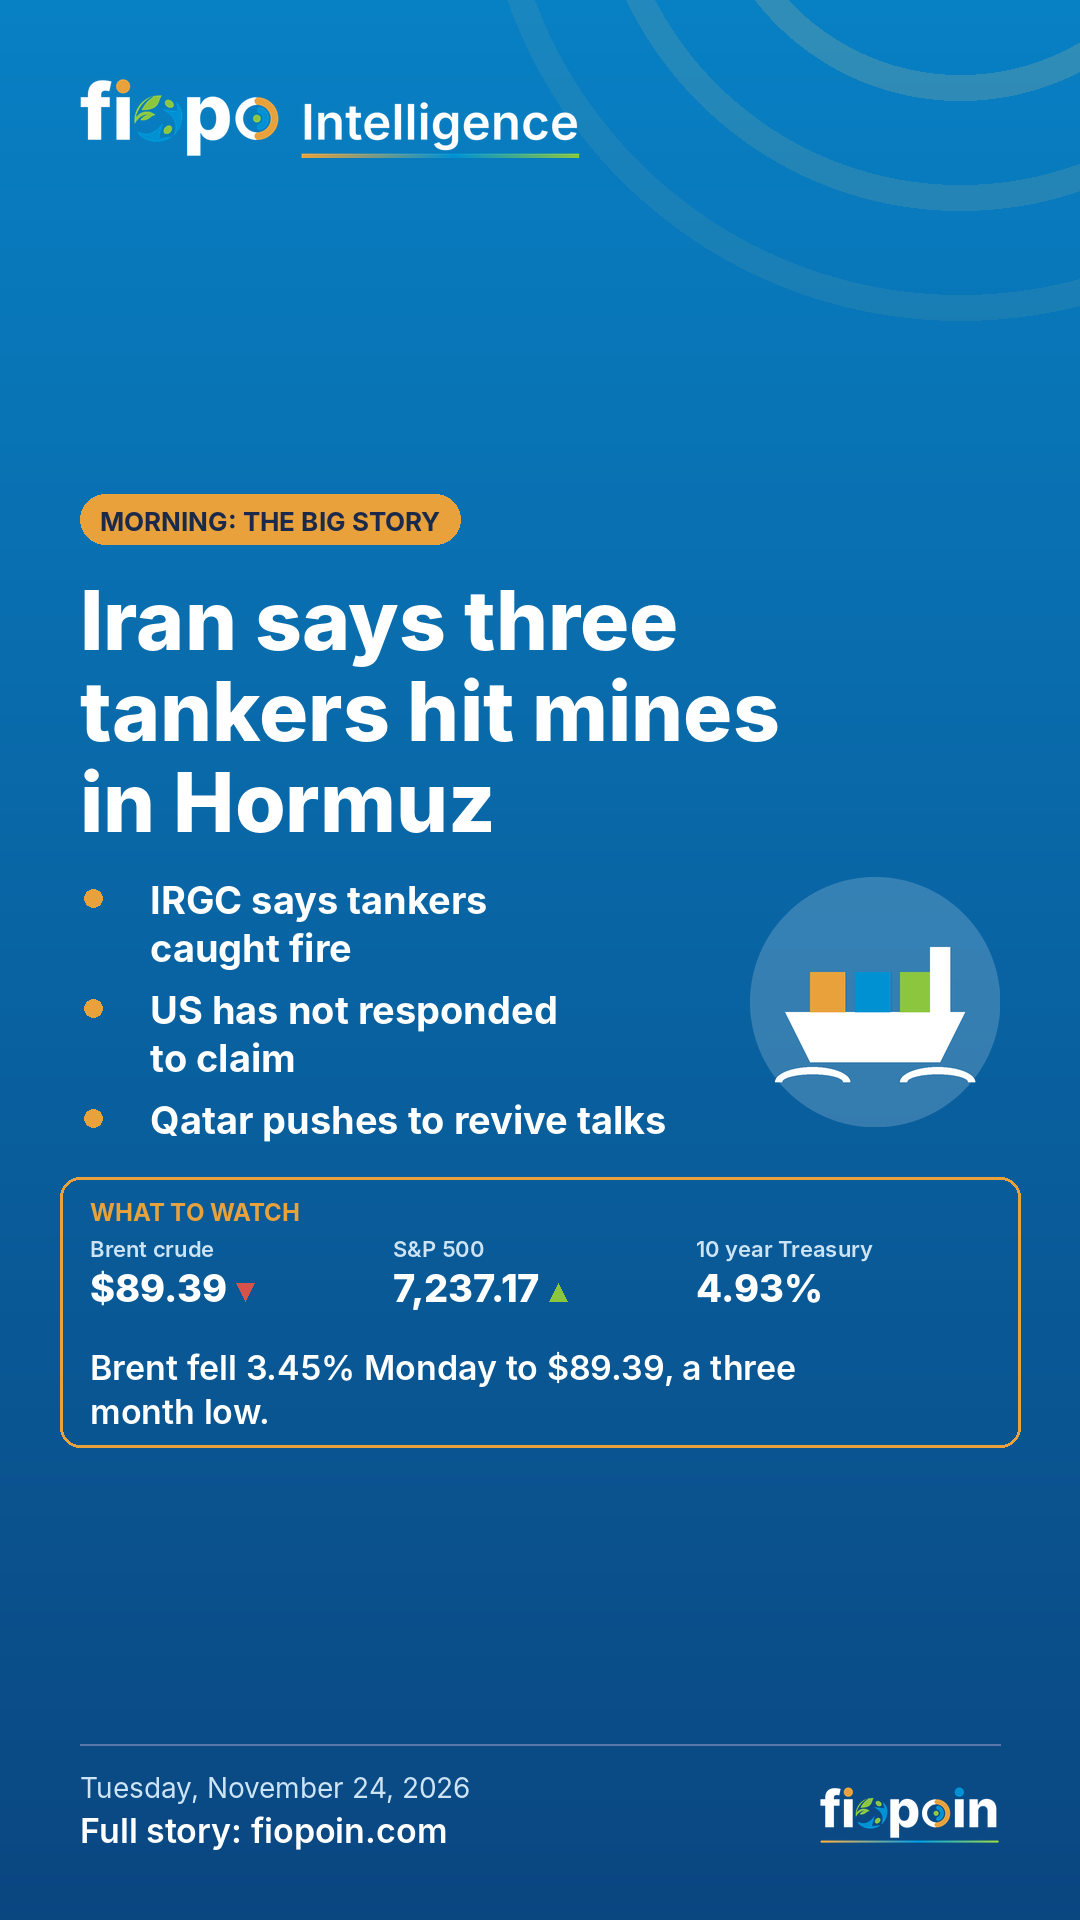 fiopo Intelligence
MORNING: THE BIG STORY
Iran says three
tankers hit mines
in Hormuz
IRGC says tankers
caught fire
US has not responded
to claim
Qatar pushes to revive talks
WHAT TO WATCH
Brent crude S&P 500 10 year Treasury
$89.39 ▼ 7,237.17 ▲ 4.93%
Brent fell 3.45% Monday to $89.39, a three
month low.
Tuesday, November 24, 2026
Full story: fiopoin.com
fiopoin